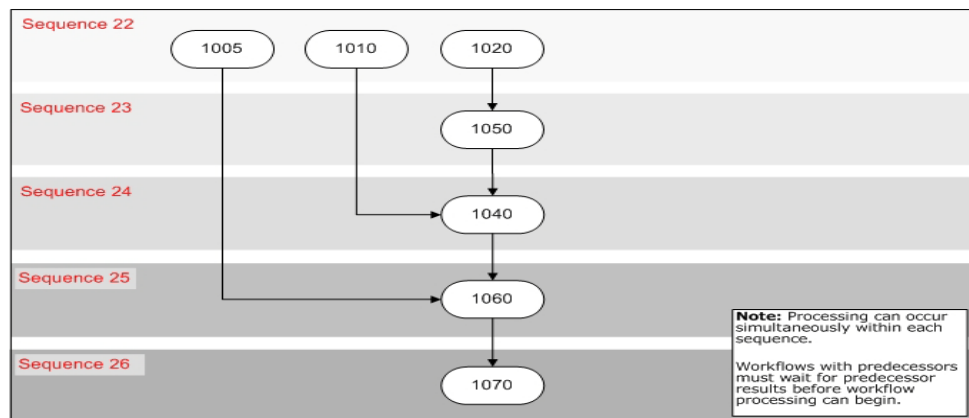 Sequence 22
1005
1010
1020
Sequence 23
1050
Sequence 24
1040
Sequence 25
1060
Note: Processing can occur
simultaneously within each
sequence.
Workflows with predecessors
must wait for predecessor
results before workflow
processing can begin.
Sequence 26
1070